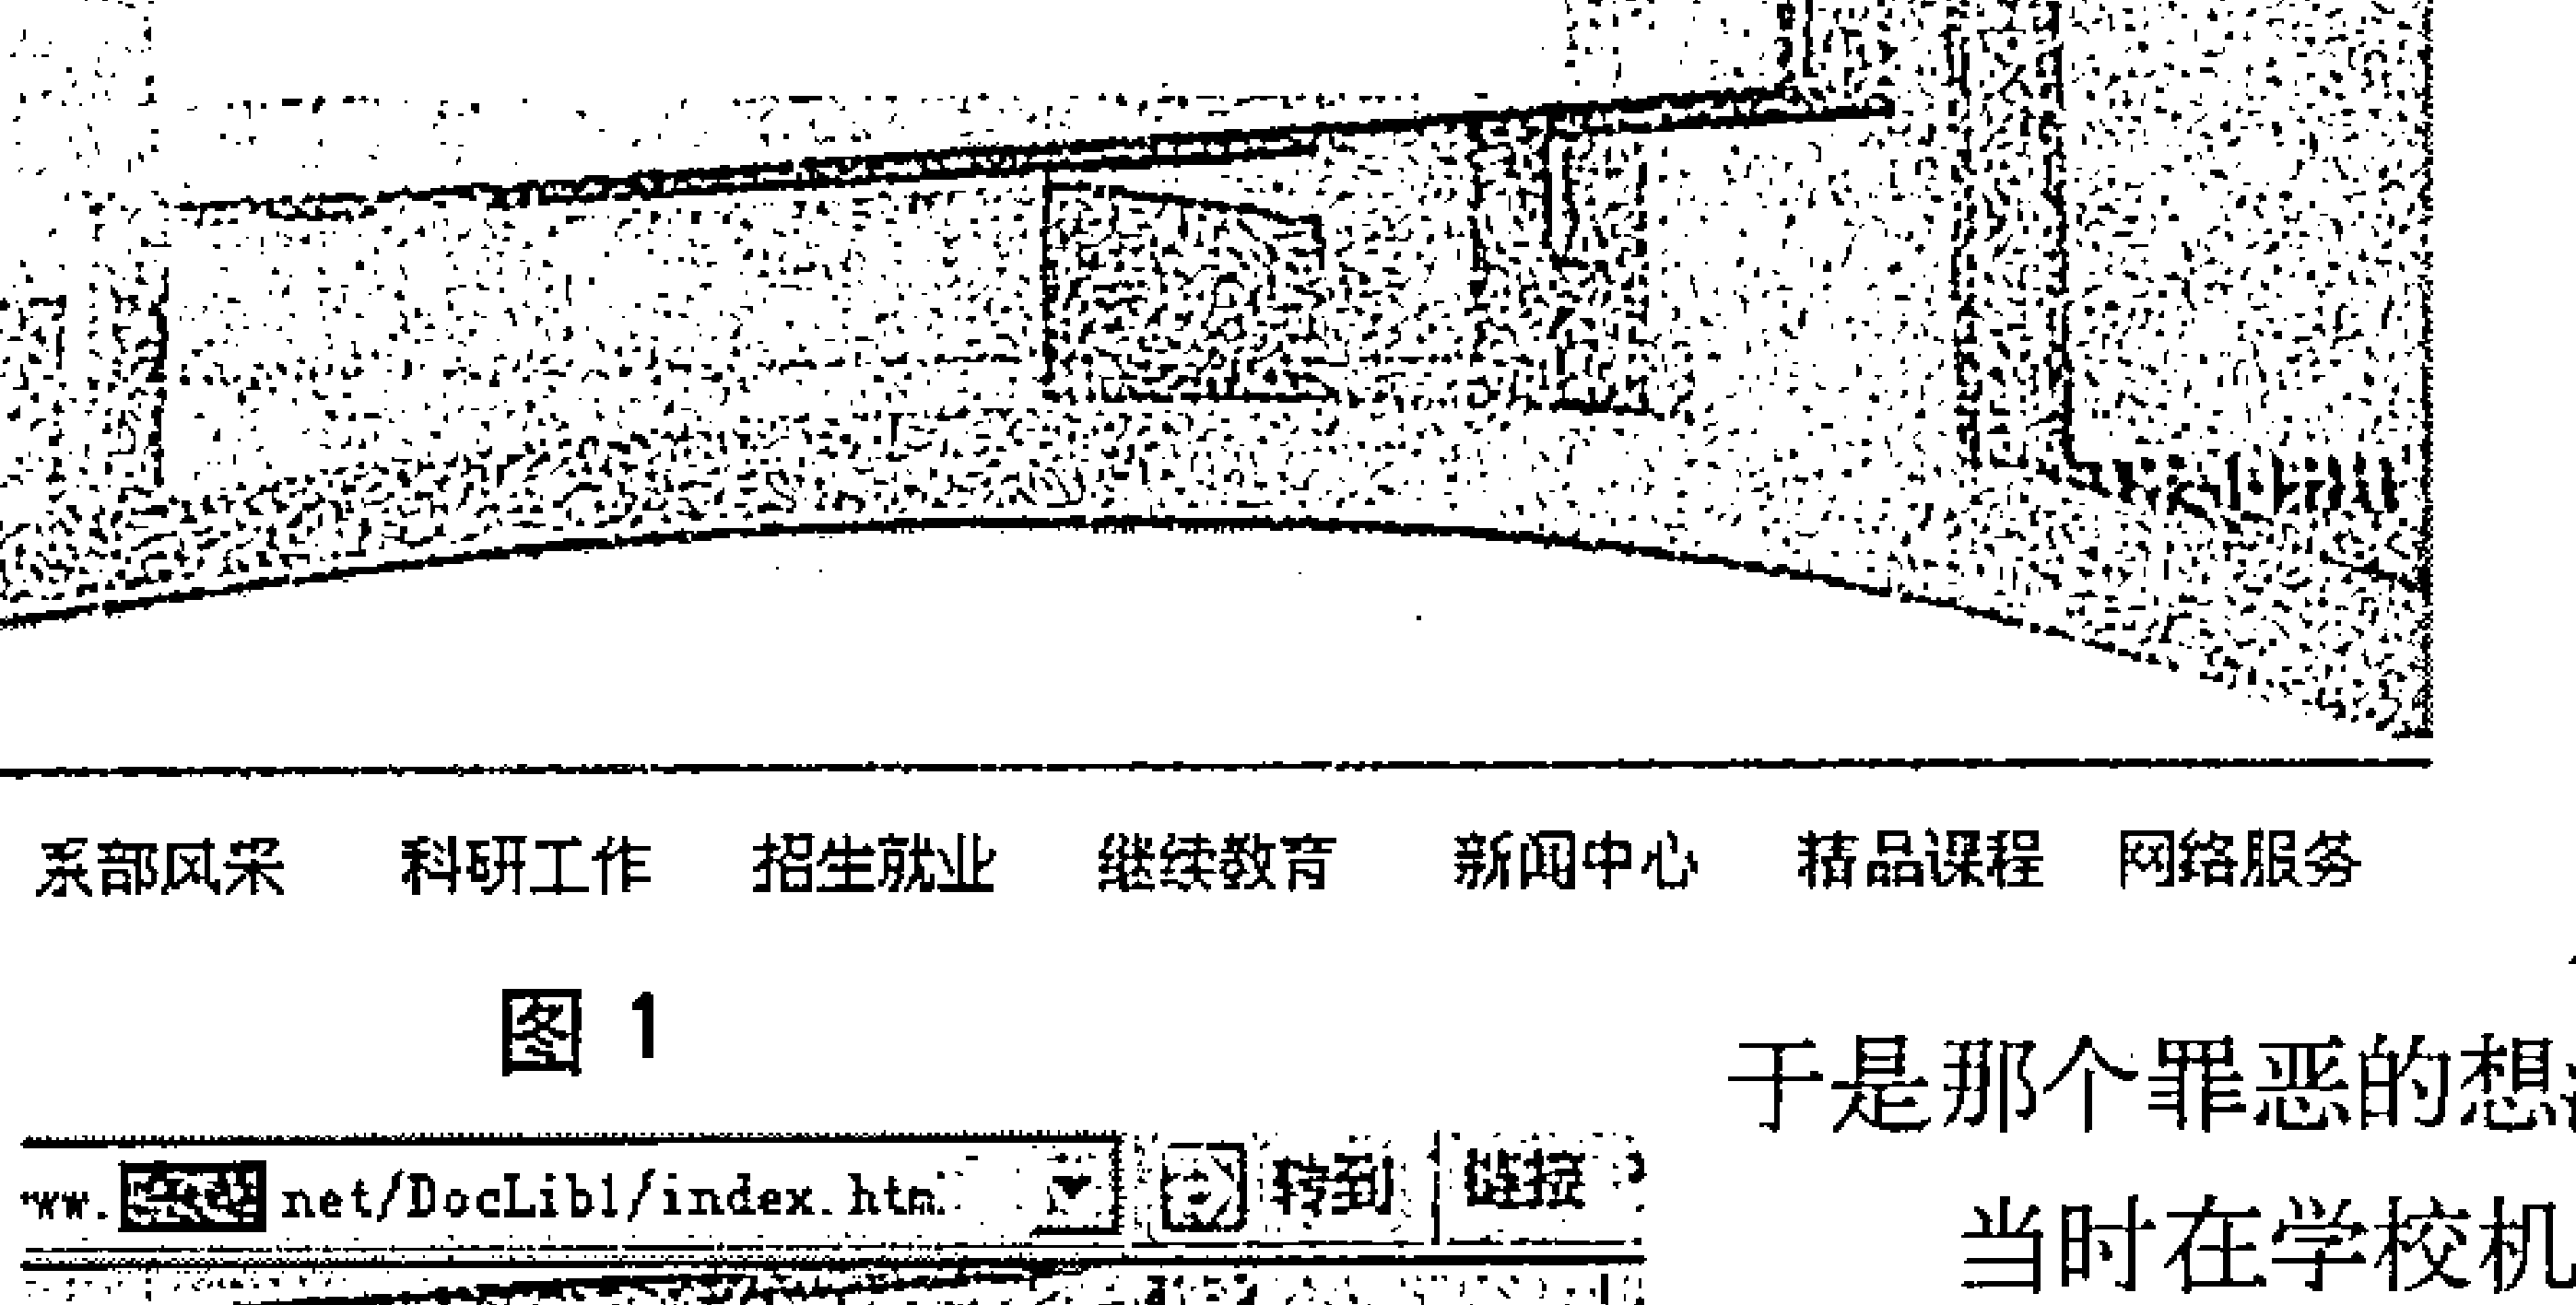 系部风采 科研工作 招生就业 继续教育 新闻中心 精品课程 网络服务
图 1
ww. net/DocLib1/index.htm 转到 链接
于是那个罪恶的想
当时在学校机